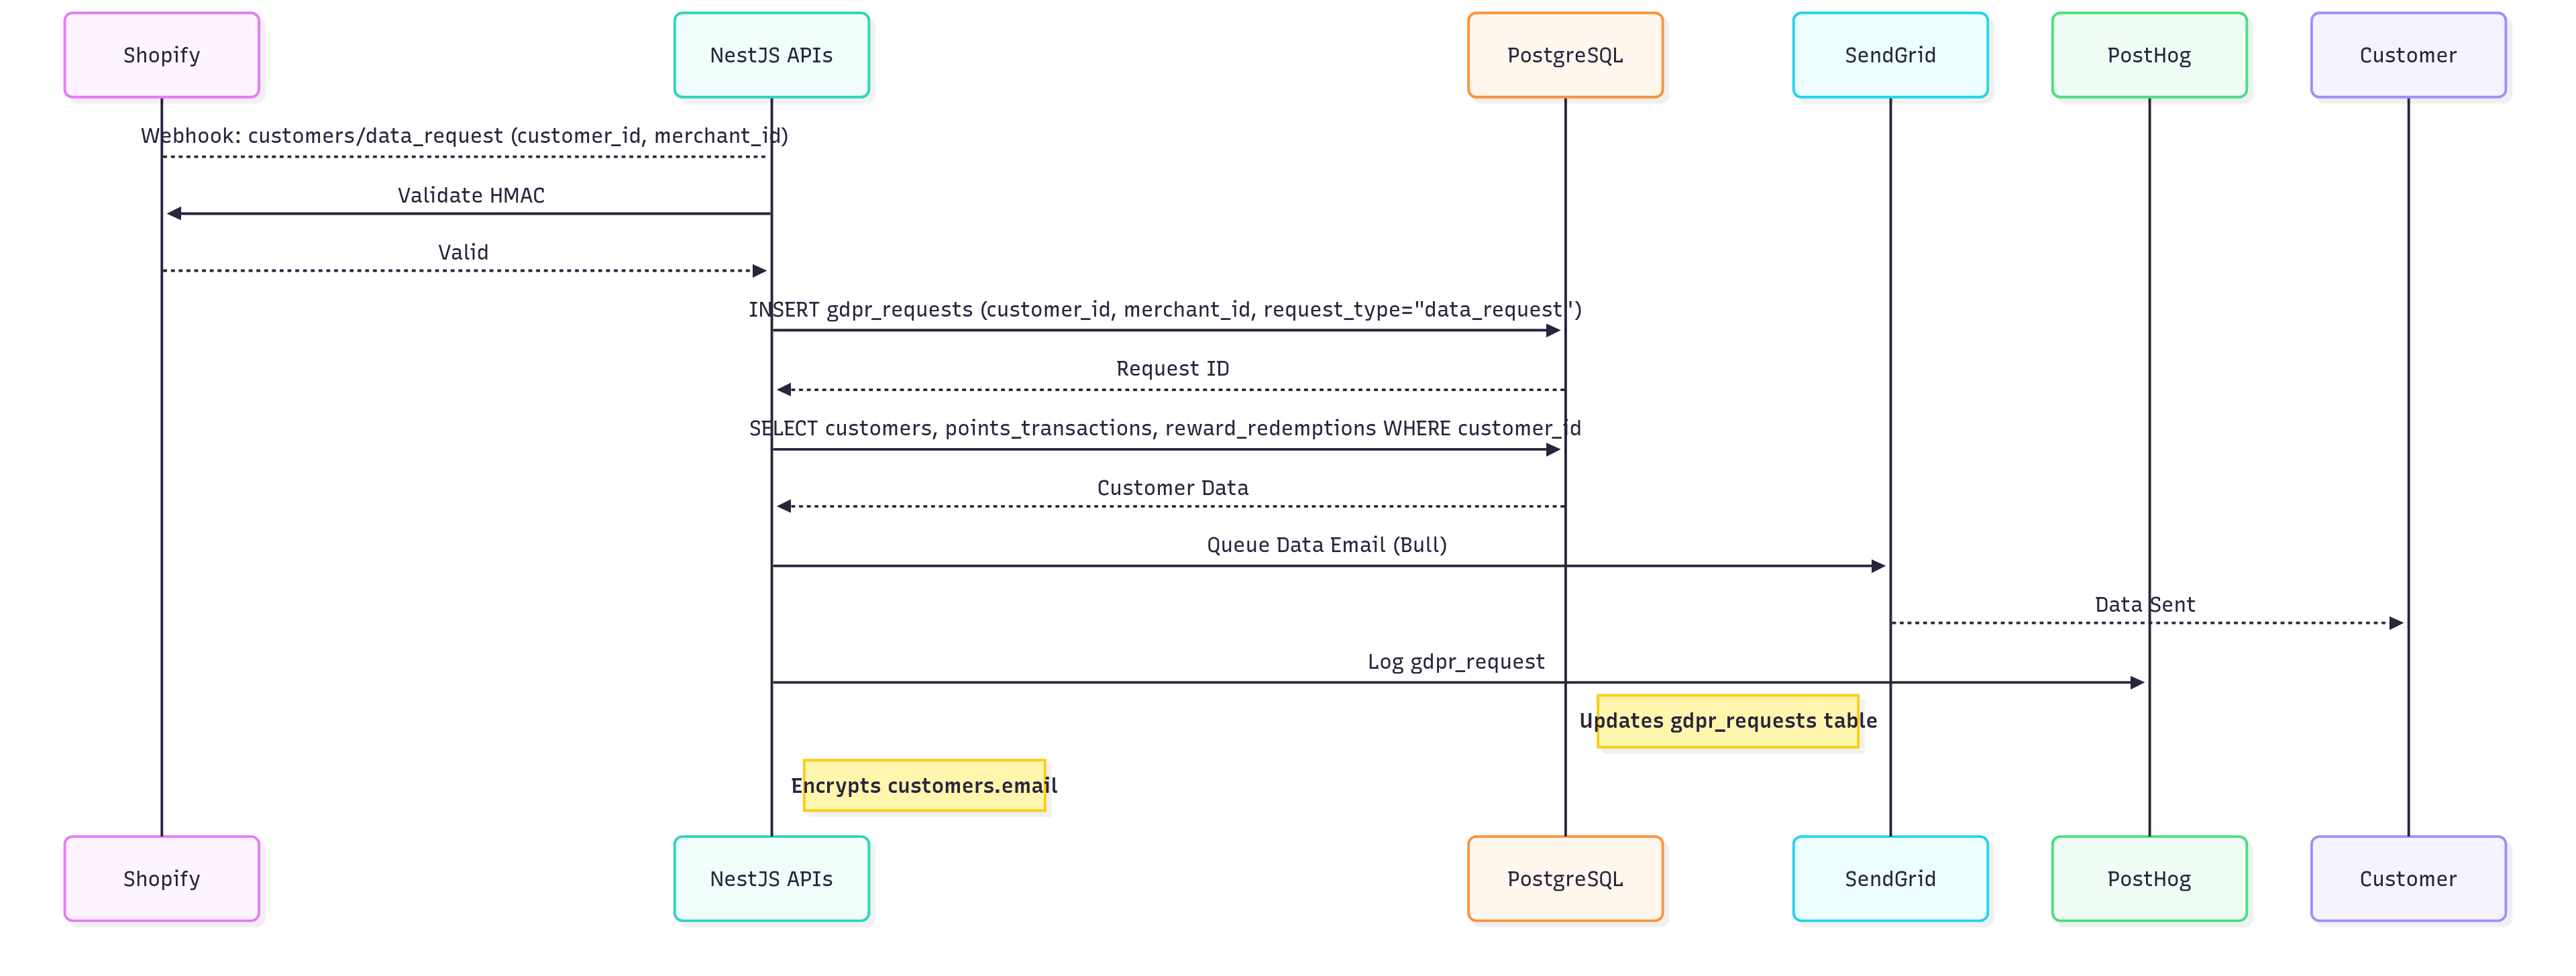 Shopify
NestJS APIs
PostgreSQL
SendGrid
PostHog
Customer
Webhook: customers/data_request (customer_id, merchant_id)
Validate HMAC
Valid
INSERT gdpr_requests (customer_id, merchant_id, request_type="data_request")
Request ID
SELECT customers, points_transactions, reward_redemptions WHERE customer_id
Customer Data
Queue Data Email (Bull)
Data Sent
Log gdpr_request
Updates gdpr_requests table
Encrypts customers.email
Shopify
NestJS APIs
PostgreSQL
SendGrid
PostHog
Customer